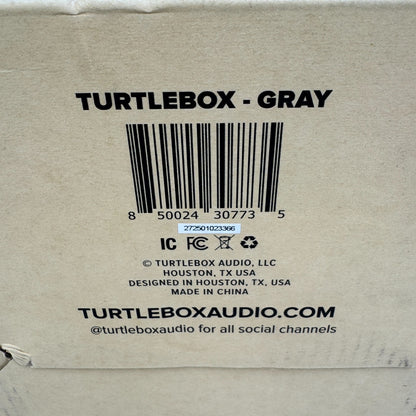 TURTLEBOX - GRAY
8 50024 30773 5
272501023366
IC FC
© TURTLEBOX AUDIO, LLC
HOUSTON, TX USA
DESIGNED IN HOUSTON, TX, USA
MADE IN CHINA
TURTLEBOXAUDIO.COM
@turtleboxaudio for all social channels